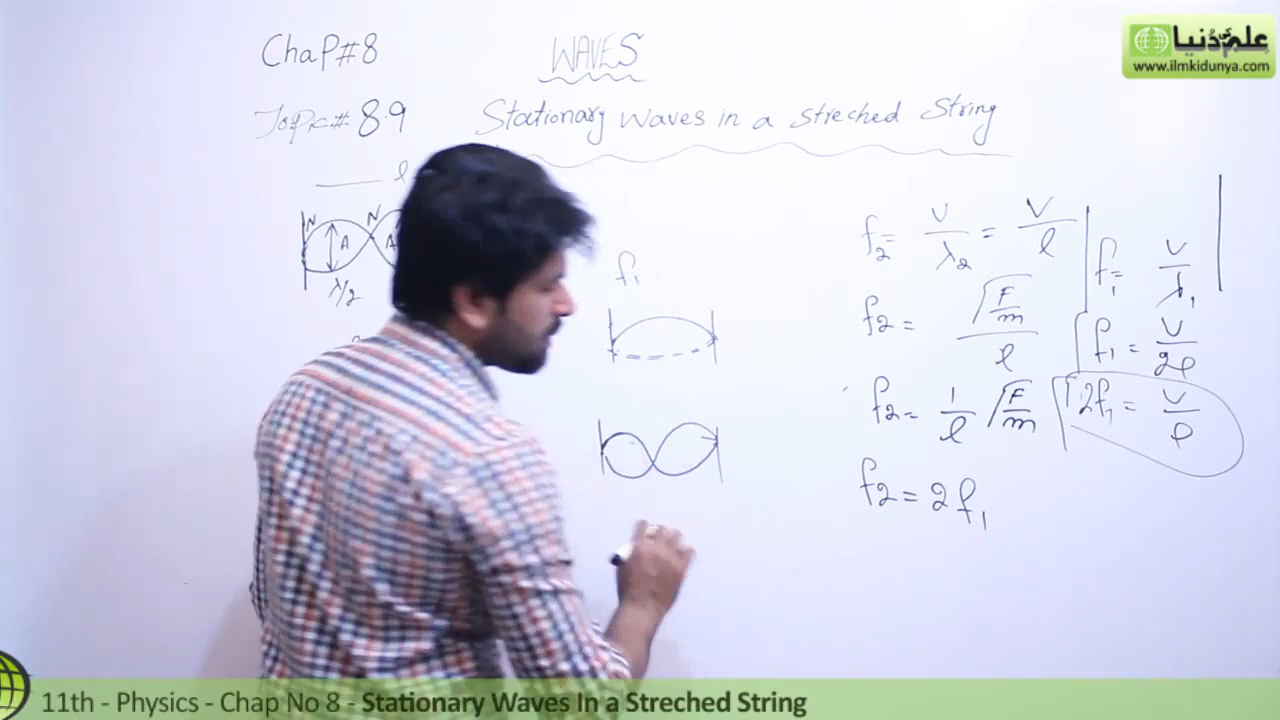 ChaP#8
WAVES
علم کی دنیا
www.ilmkidunya.com
Topic# 8.9
Stationary Waves in a Streched String
l
N N
A A
λ/2
f₁
f₂ = V/λ₂ = V/l
f₂ = √(F/m)/l
f₂ = 1/l √(F/m)
f₂ = 2f₁
f₁ = V/λ₁
f₁ = V/2l
2f₁ = V/l
11th - Physics - Chap No 8 - Stationary Waves In a Streched String